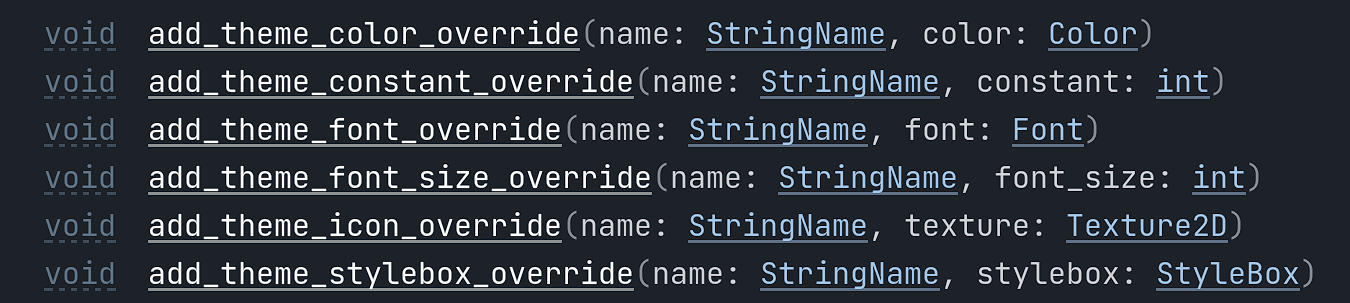 void add_theme_color_override(name: StringName, color: Color)
void add_theme_constant_override(name: StringName, constant: int)
void add_theme_font_override(name: StringName, font: Font)
void add_theme_font_size_override(name: StringName, font_size: int)
void add_theme_icon_override(name: StringName, texture: Texture2D)
void add_theme_stylebox_override(name: StringName, stylebox: StyleBox)